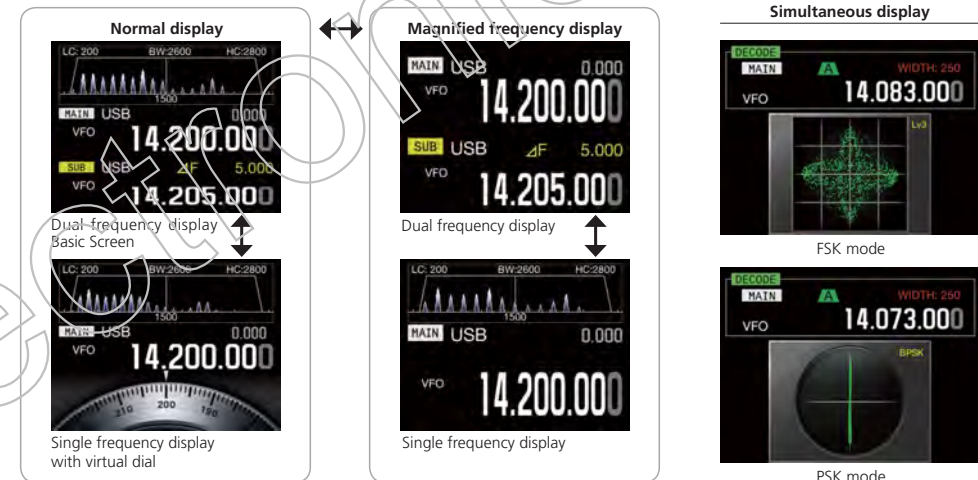 Normal display
LC: 200 BW:2600 HC:2800
1500
MAIN USB 0.000
VFO 14.200.000
SUB USB ⊿F 5.000
VFO 14.205.000
Dual frequency display
Basic Screen
LC: 200 BW:2600 HC:2800
1500
MAIN USB 0.000
VFO 14.200.000
210 200 190
Single frequency display
with virtual dial
Magnified frequency display
MAIN USB 0.000
VFO 14.200.000
SUB USB ⊿F 5.000
VFO 14.205.000
Dual frequency display
LC: 200 BW:2600 HC:2800
1500
MAIN USB 0.000
VFO 14.200.000
Single frequency display
Simultaneous display
DECODE
MAIN A WIDTH: 250
VFO 14.083.000
Lv3
FSK mode
DECODE
MAIN A WIDTH: 250
VFO 14.073.000
BPSK
PSK mode